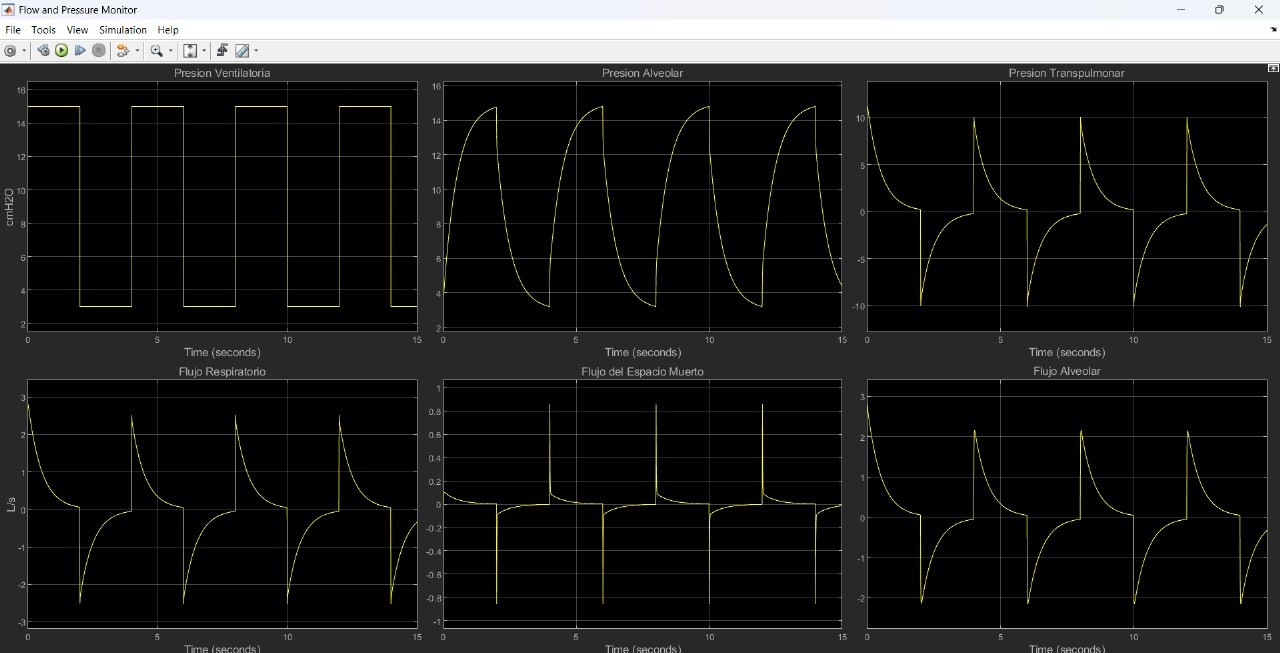 Flow and Pressure Monitor
File Tools View Simulation Help
Presion Ventilatoria
16
14
12
10
8
6
4
2
cmH2O
0 5 10 15
Time (seconds)
Presion Alveolar
16
14
12
10
8
6
4
2
0 5 10 15
Time (seconds)
Presion Transpulmonar
10
5
0
-5
-10
0 5 10 15
Time (seconds)
Flujo Respiratorio
3
2
1
0
-1
-2
-3
L/s
0 5 10 15
Time (seconds)
Flujo del Espacio Muerto
1
0.8
0.6
0.4
0.2
0
-0.2
-0.4
-0.6
-0.8
-1
0 5 10 15
Time (seconds)
Flujo Alveolar
3
2
1
0
-1
-2
0 5 10 15
Time (seconds)